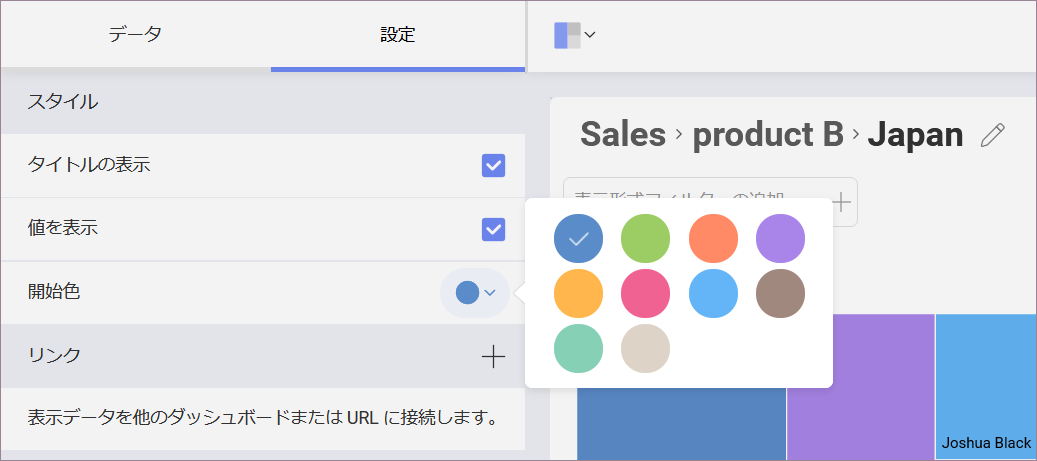 データ
設定
スタイル
タイトルの表示
値を表示
開始色
リンク
表示データを他のダッシュボードまたは URL に接続します。
Sales › product B › Japan
Joshua Black